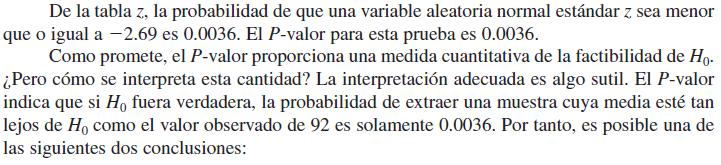 De la tabla z, la probabilidad de que una variable aleatoria normal estándar z sea menor
que o igual a −2.69 es 0.0036. El P-valor para esta prueba es 0.0036.
Como promete, el P-valor proporciona una medida cuantitativa de la factibilidad de H₀.
¿Pero cómo se interpreta esta cantidad? La interpretación adecuada es algo sutil. El P-valor
indica que si H₀ fuera verdadera, la probabilidad de extraer una muestra cuya media esté tan
lejos de H₀ como el valor observado de 92 es solamente 0.0036. Por tanto, es posible una de
las siguientes dos conclusiones: